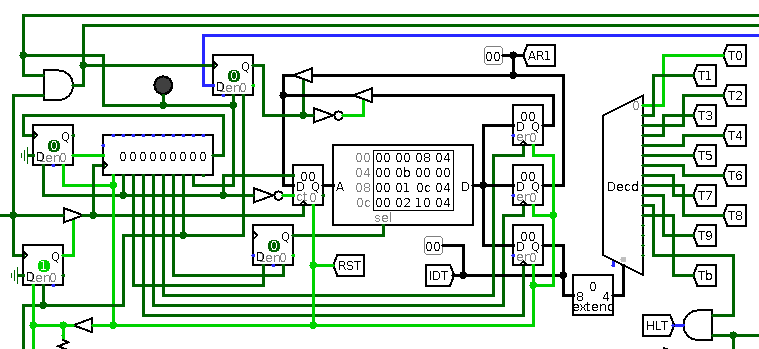 00 AR1 T0
T1
T2
T3
T4
T5
T6
T7
T8
T9
Tb
0 Q D en0
0 Q D en0
0000000000
00 D Q ct 0
A D
00 00 00 08 04
04 00 0b 00 00
08 00 01 0c 04
0c 00 02 10 04
sel
00 D Q en 0
00 D Q en 0
00 D Q en 0
0
Decd
1 Q D en0
0 Q D en0
RST
00
IDT
0
8 4
extend
HLT